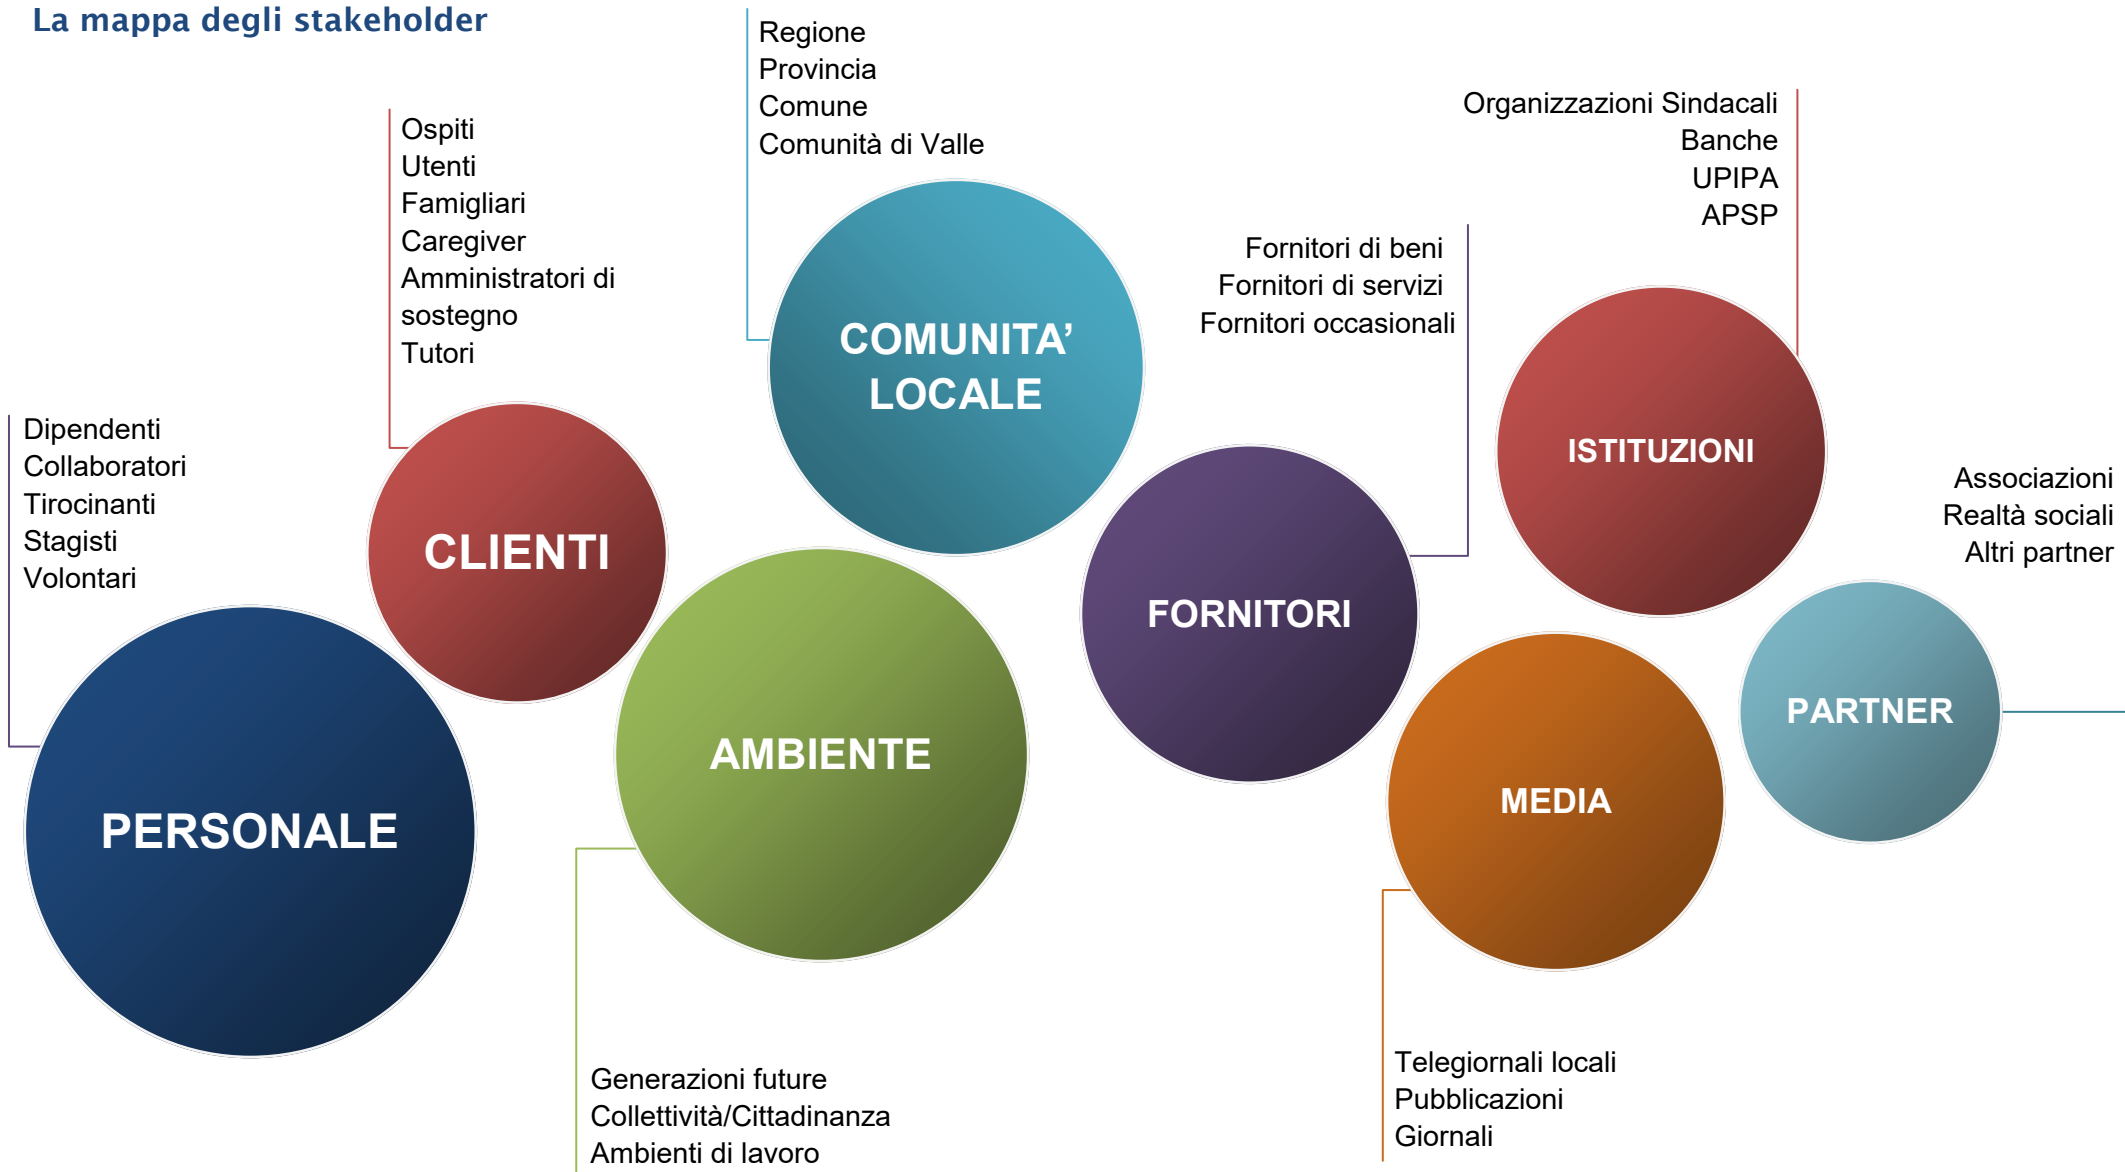 La mappa degli stakeholder
Regione
Provincia
Comune
Comunità di Valle
Organizzazioni Sindacali
Banche
UPIPA
APSP
Ospiti
Utenti
Famigliari
Caregiver
Amministratori di
sostegno
Tutori
Fornitori di beni
Fornitori di servizi
Fornitori occasionali
COMUNITA’
LOCALE
Dipendenti
Collaboratori
Tirocinanti
Stagisti
Volontari
ISTITUZIONI
Associazioni
Realtà sociali
Altri partner
CLIENTI
FORNITORI
PARTNER
AMBIENTE
MEDIA
PERSONALE
Generazioni future
Collettività/Cittadinanza
Ambienti di lavoro
Telegiornali locali
Pubblicazioni
Giornali